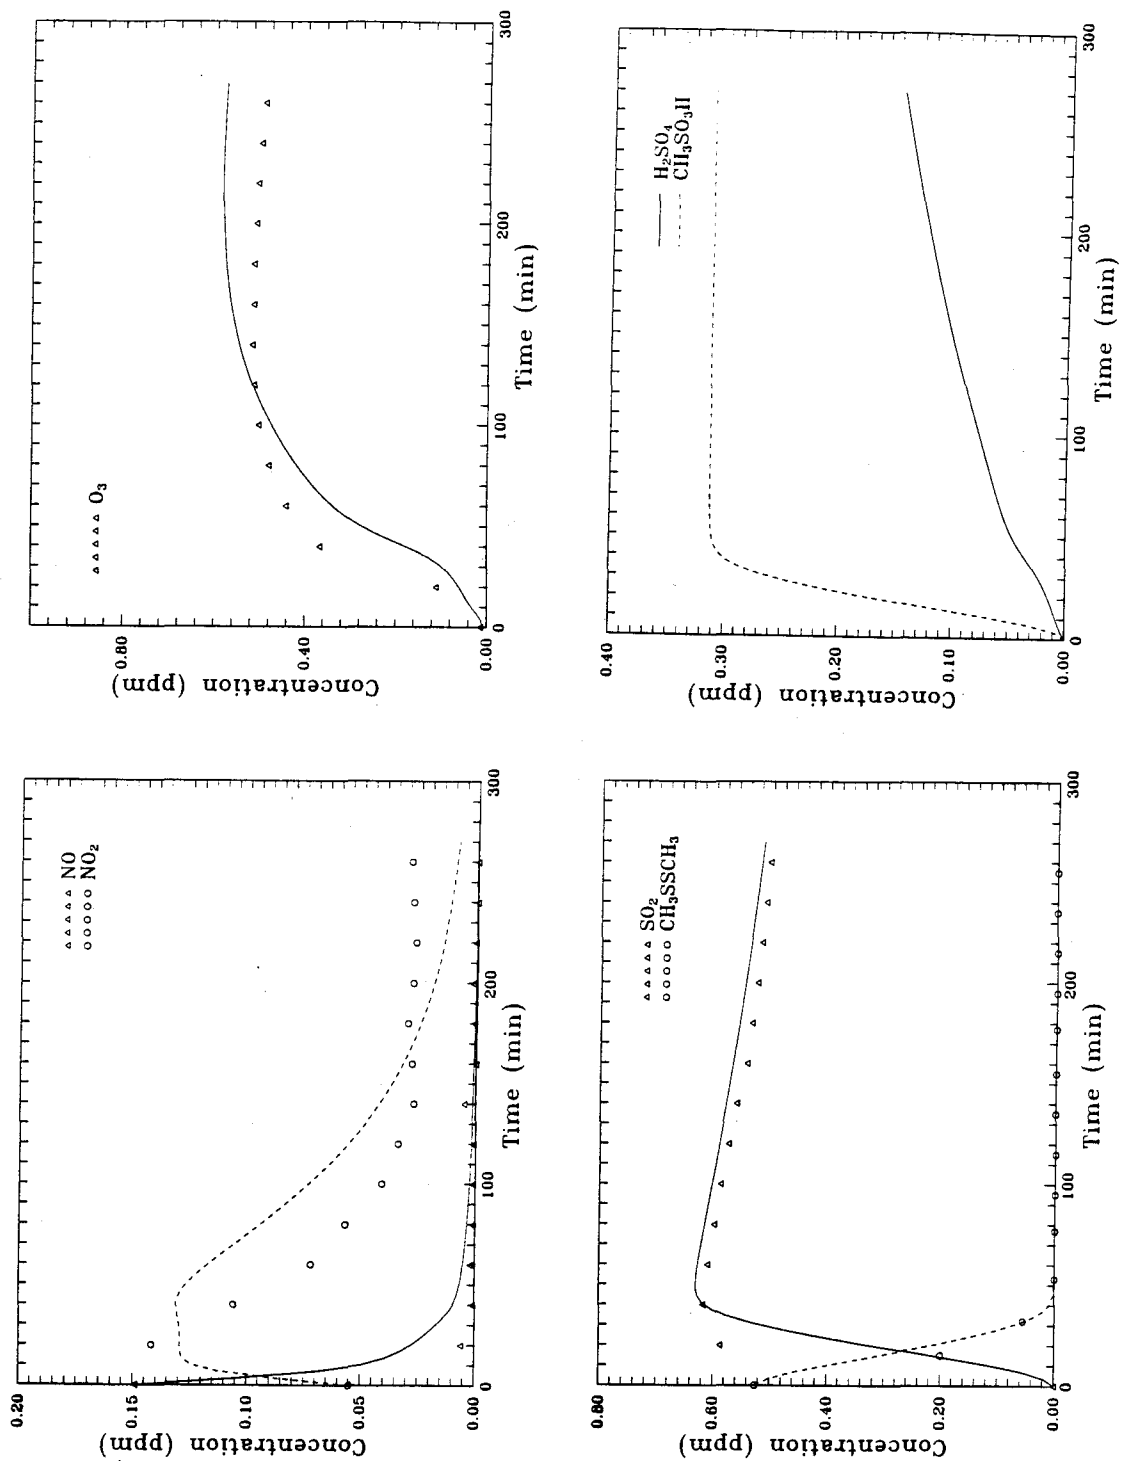 0.20
0.15
0.10
0.05
0.00
Concentration (ppm)
▵ ▵ ▵ ▵ ▵ NO
o o o o o NO₂
0
100
200
300
Time (min)
0.80
0.40
0.00
Concentration (ppm)
▵ ▵ ▵ ▵ ▵ O₃
0
100
200
300
Time (min)
0.80
0.60
0.40
0.20
0.00
Concentration (ppm)
▵ ▵ ▵ ▵ ▵ SO₂
o o o o o CH₃SSCH₃
0
100
200
300
Time (min)
0.40
0.30
0.20
0.10
0.00
Concentration (ppm)
H₂SO₄
CH₃SO₃H
0
100
200
300
Time (min)